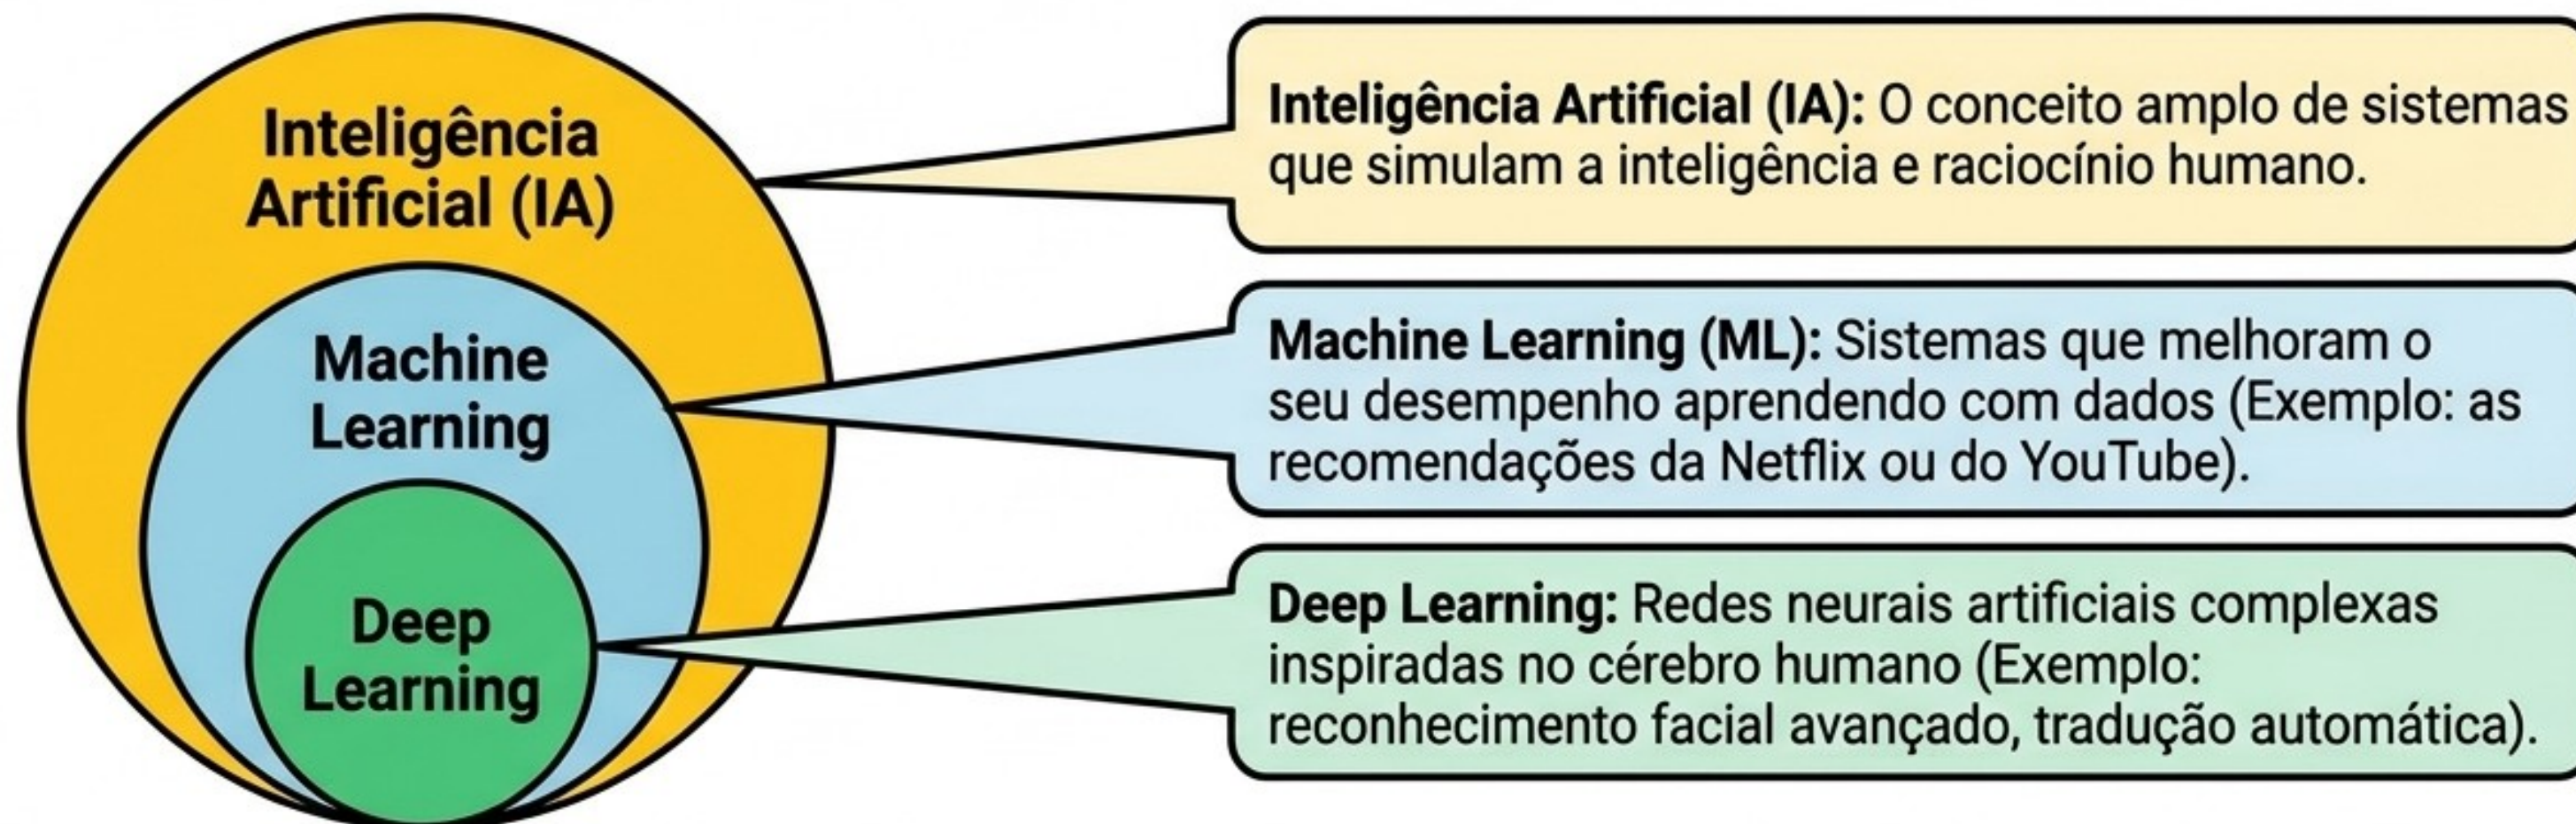 Inteligência
Artificial (IA)
Machine
Learning
Deep
Learning
Inteligência Artificial (IA): O conceito amplo de sistemas
que simulam a inteligência e raciocínio humano.
Machine Learning (ML): Sistemas que melhoram o
seu desempenho aprendendo com dados (Exemplo: as
recomendações da Netflix ou do YouTube).
Deep Learning: Redes neurais artificiais complexas
inspiradas no cérebro humano (Exemplo:
reconhecimento facial avançado, tradução automática).